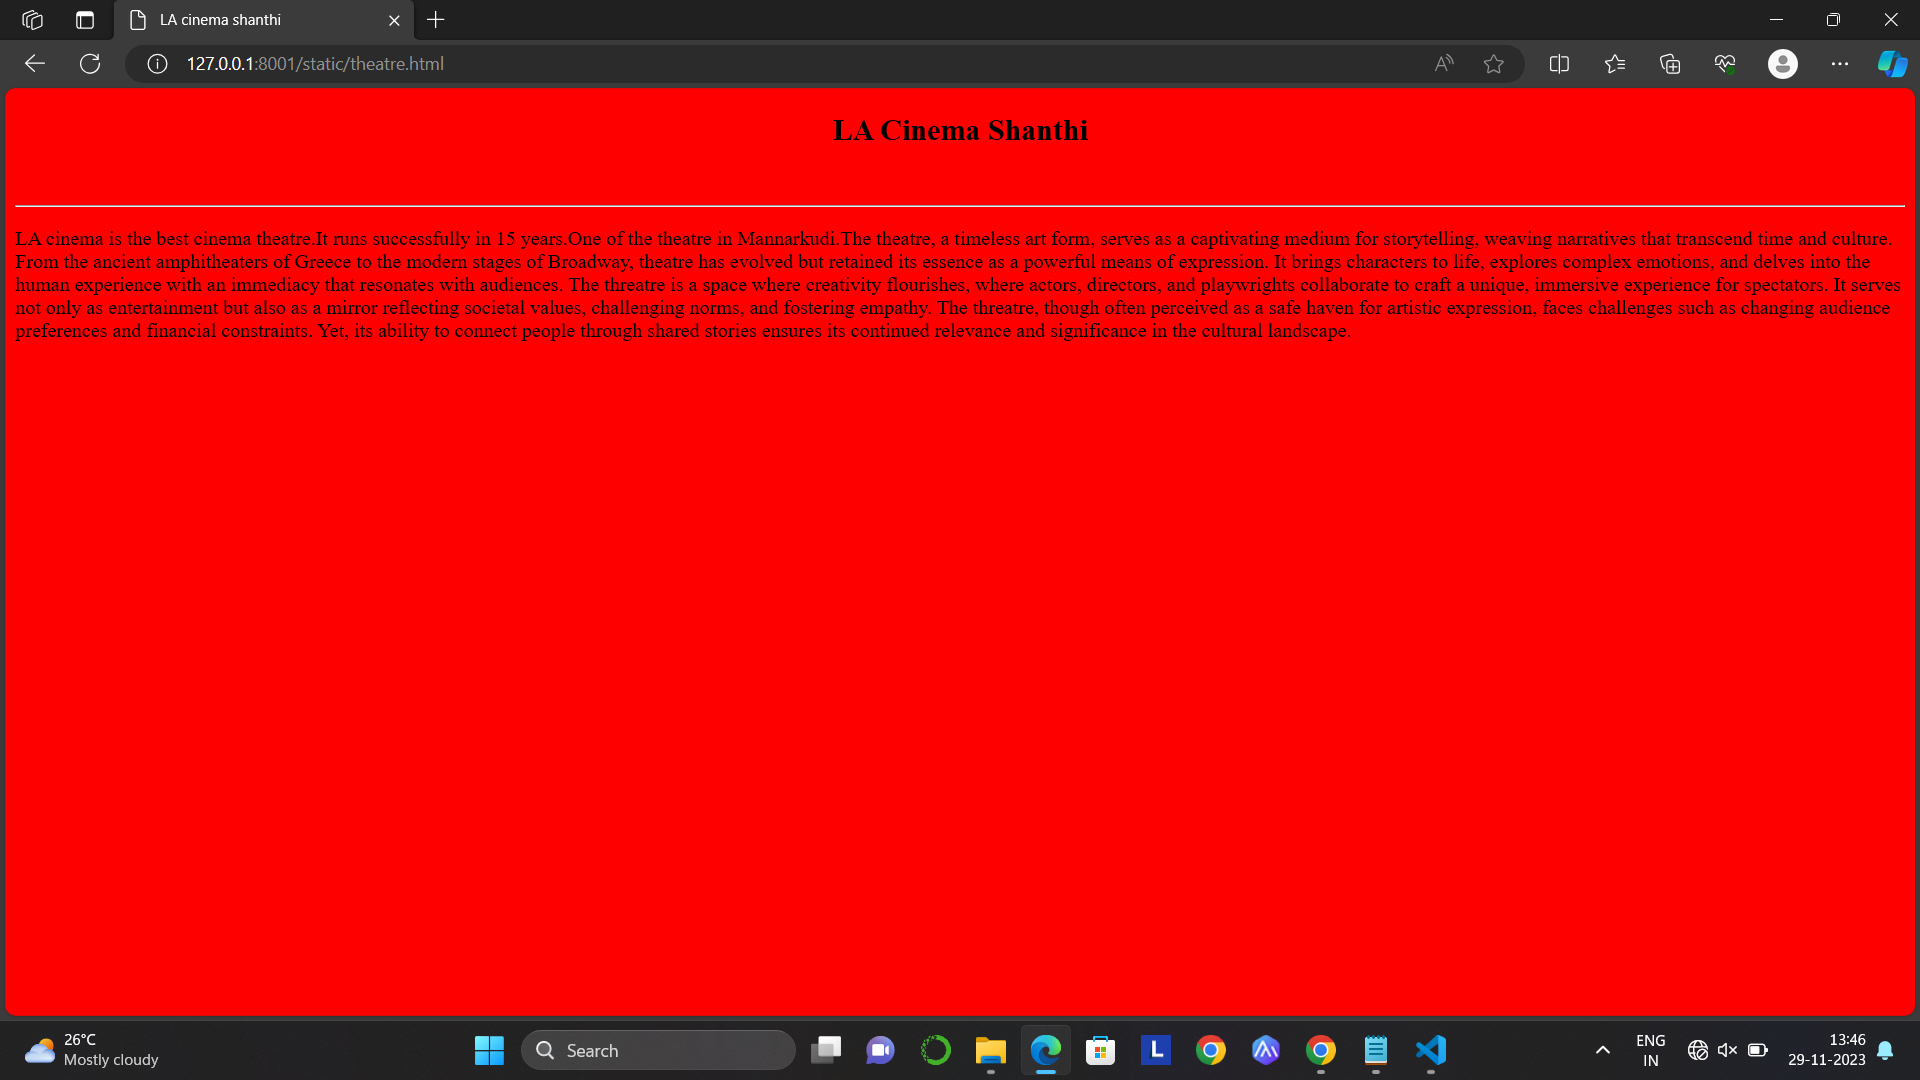 LA cinema shanthi
127.0.0.1:8001/static/theatre.html
LA Cinema Shanthi
LA cinema is the best cinema theatre.It runs successfully in 15 years.One of the theatre in Mannarkudi.The theatre, a timeless art form, serves as a captivating medium for storytelling, weaving narratives that transcend time and culture.
From the ancient amphitheaters of Greece to the modern stages of Broadway, theatre has evolved but retained its essence as a powerful means of expression. It brings characters to life, explores complex emotions, and delves into the
human experience with an immediacy that resonates with audiences. The threatre is a space where creativity flourishes, where actors, directors, and playwrights collaborate to craft a unique, immersive experience for spectators. It serves
not only as entertainment but also as a mirror reflecting societal values, challenging norms, and fostering empathy. The threatre, though often perceived as a safe haven for artistic expression, faces challenges such as changing audience
preferences and financial constraints. Yet, its ability to connect people through shared stories ensures its continued relevance and significance in the cultural landscape.
26°C
Mostly cloudy
Search
L
ENG
IN
13:46
29-11-2023